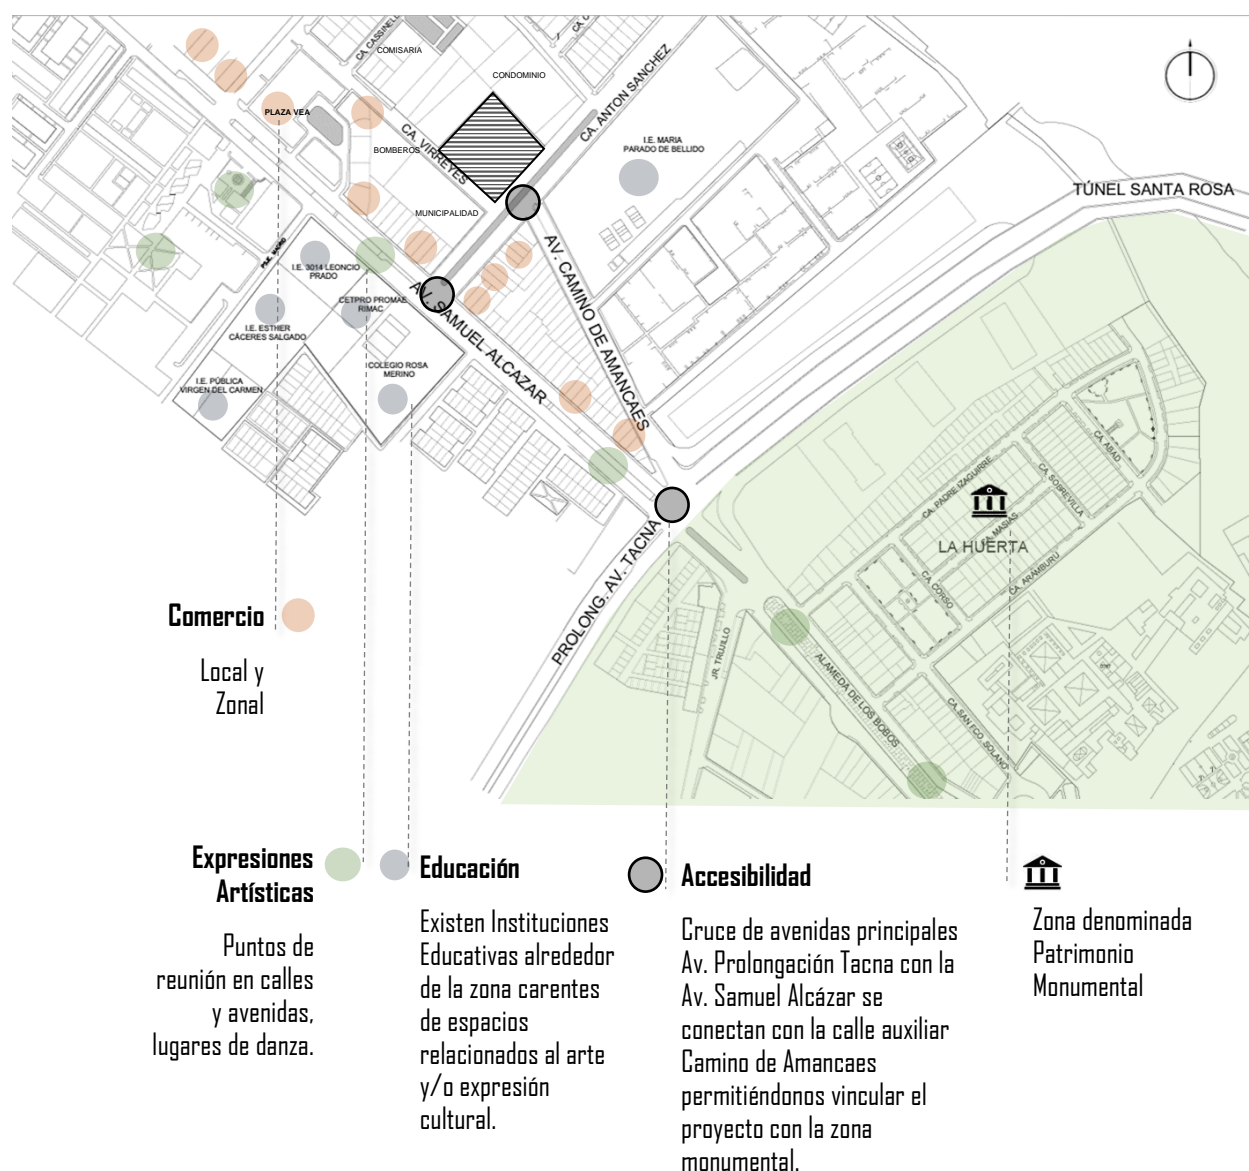 CA. CASSINELLI
COMISARIA
CONDOMINIO
CA. ANTON SANCHEZ
PLAZA VEA
CA. VIRREYES
BOMBEROS
I.E. MARIA
PARADO DE BELLIDO
TÚNEL SANTA ROSA
MUNICIPALIDAD
I.E. 3014 LEONCIO
PRADO
AV. CAMINO DE AMANCAES
CETPRO PROMAE
RIMAC
AV. SAMUEL ALCAZAR
I.E. ESTHER
CÁCERES SALGADO
COLEGIO ROSA
MERINO
I.E. PÚBLICA
VIRGEN DEL CARMEN
CA. PADRE IZAGUIRRE
CA. ABAD
CA. SOBREVILLA
CA. MASIAS
LA HUERTA
CA. CORSO
CA. ARAMBURÚ
PROLONG. AV. TACNA
JR. TRUJILLO
ALAMEDA DE LOS BOBOS
CA. SAN FCO. SOLANO
Comercio
Local y
Zonal
Expresiones
Artísticas
Puntos de
reunión en calles
y avenidas,
lugares de danza.
Educación
Existen Instituciones
Educativas alrededor
de la zona carentes
de espacios
relacionados al arte
y/o expresión
cultural.
Accesibilidad
Cruce de avenidas principales
Av. Prolongación Tacna con la
Av. Samuel Alcázar se
conectan con la calle auxiliar
Camino de Amancaes
permitiéndonos vincular el
proyecto con la zona
monumental.
Zona denominada
Patrimonio
Monumental